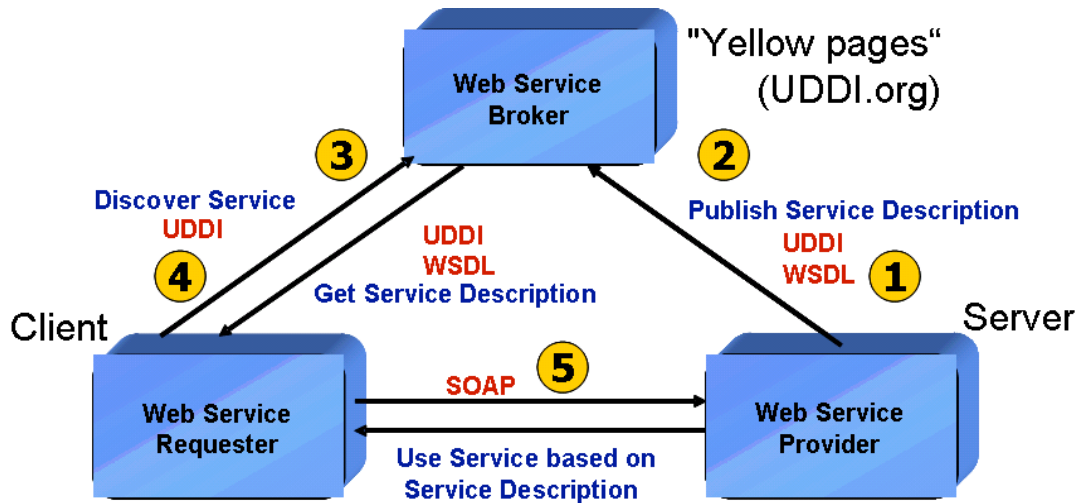 "Yellow pages“
(UDDI.org)
Web Service
Broker
3
2
Discover Service
UDDI
Publish Service Description
UDDI
WSDL
UDDI
WSDL
4
1
Get Service Description
Client
Server
Web Service
Requester
SOAP
5
Web Service
Provider
Use Service based on
Service Description